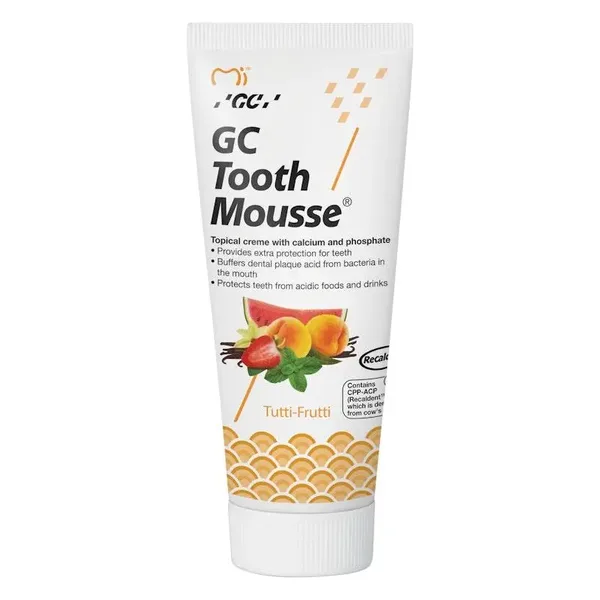 Mi
GC
GC
Tooth
Mousse®
Topical creme with calcium and phosphate
• Provides extra protection for teeth
• Buffers dental plaque acid from bacteria in
the mouth
• Protects teeth from acidic foods and drinks
Contains
CPP-ACP
(Recaldent™
which is
from cow's
Tutti-Frutti